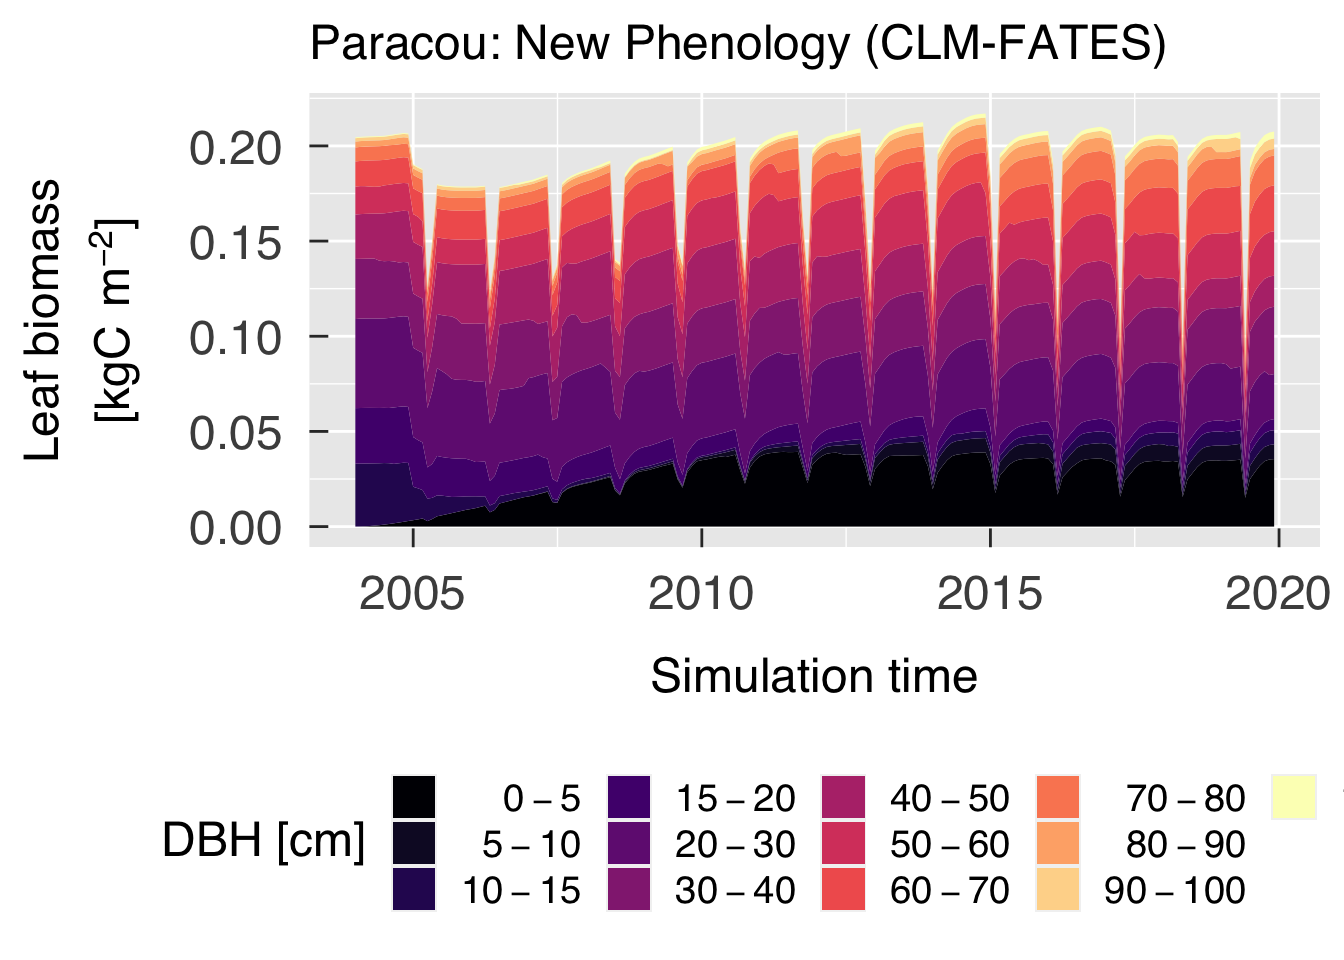 Paracou: New Phenology (CLM-FATES)
Leaf biomass
[kgC m⁻²]
0.20
0.15
0.10
0.05
0.00
2005 2010 2015 2020
Simulation time
DBH [cm]
0 – 5 15 – 20 40 – 50 70 – 80
5 – 10 20 – 30 50 – 60 80 – 90
10 – 15 30 – 40 60 – 70 90 – 100